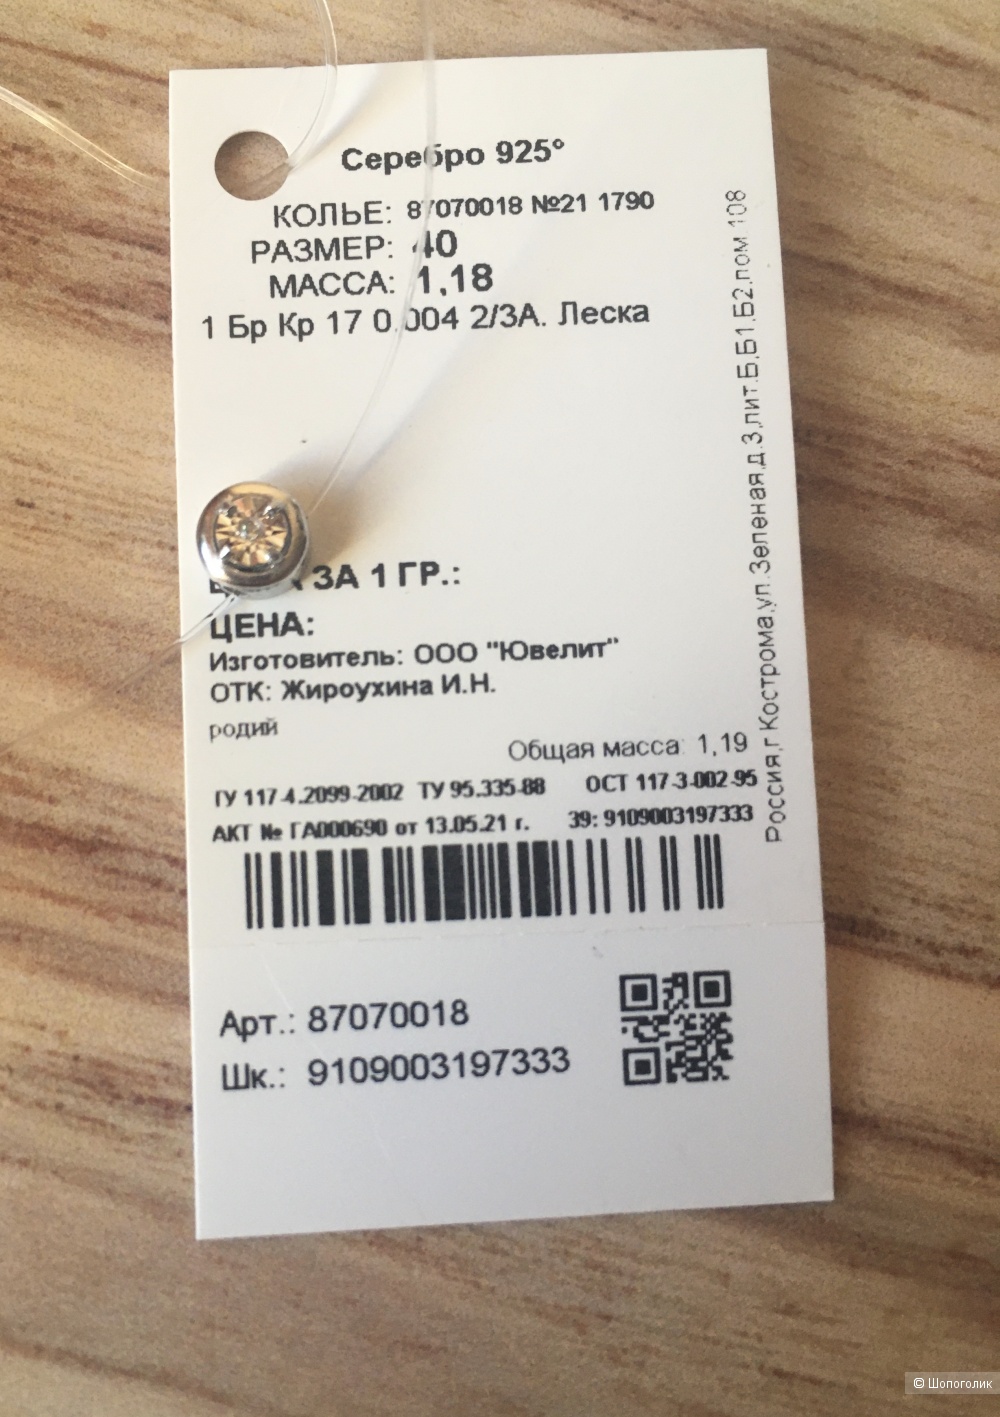 Серебро 925°
КОЛЬЕ: 87070018 №21 1790
РАЗМЕР: 40
МАССА: 1,18
1 Бр Кр 17 0,004 2/3А. Леска
ЗА 1 ГР.:
ЦЕНА:
Изготовитель: ООО "Ювелит"
ОТК: Жироухина И.Н.
родий
Общая масса: 1,19
ТУ 117-4.2099-2002 ТУ 95.335-88 ОСТ 117-3-002-95
АКТ № ГА000690 от 13.05.21 г. 39: 9109003197333
Арт.: 87070018
Шк.: 9109003197333
Россия,г Кострома,ул. Зеленая,д.3,лит.Б,Б1,Б2,пом 108
© Шопоголик